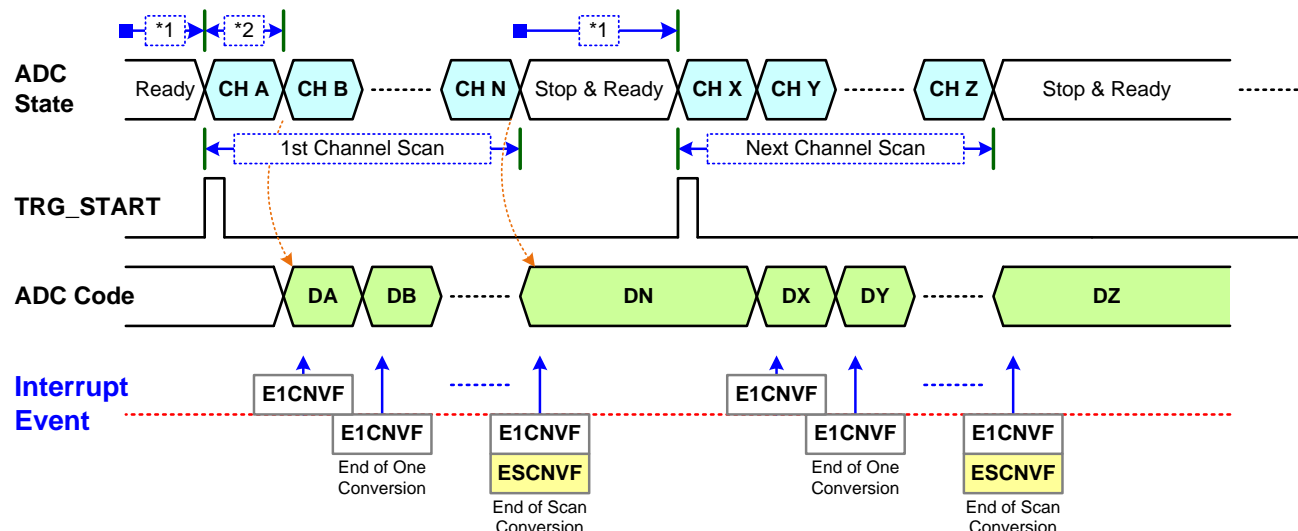 *1 *2 *1
ADC
State
Ready CH A CH B CH N Stop & Ready CH X CH Y CH Z Stop & Ready
1st Channel Scan Next Channel Scan
TRG_START
ADC Code DA DB DN DX DY DZ
Interrupt
Event
E1CNVF E1CNVF
E1CNVF E1CNVF E1CNVF E1CNVF
End of One
Conversion
ESCNVF
End of Scan
Conversion
End of One
Conversion
ESCNVF
End of Scan
Conversion